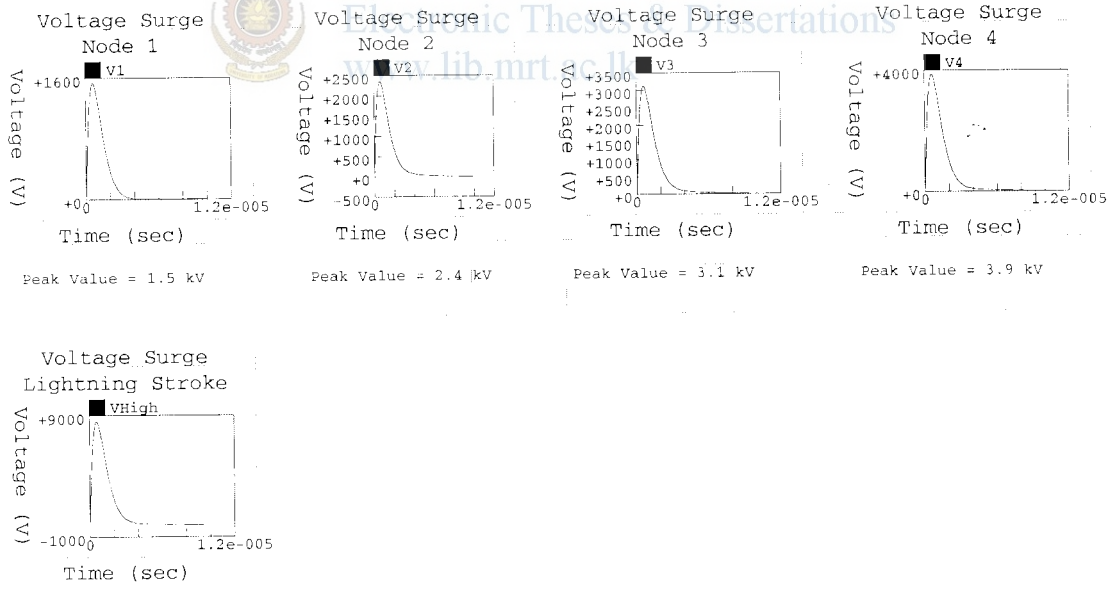 Electronic Theses & Dissertations
www.lib.mrt.ac.lk
Voltage Surge
Node 1
V1
+1600
+0
0
1.2e-005
Voltage (V)
Time (sec)
Peak Value = 1.5 kV
Voltage Surge
Node 2
V2
+2500
+2000
+1500
+1000
+500
+0
-500
0
1.2e-005
Voltage (V)
Time (sec)
Peak Value = 2.4 kV
Voltage Surge
Node 3
V3
+3500
+3000
+2500
+2000
+1500
+1000
+500
+0
0
1.2e-005
Voltage (V)
Time (sec)
Peak Value = 3.1 kV
Voltage Surge
Node 4
V4
+4000
+0
0
1.2e-005
Voltage (V)
Time (sec)
Peak Value = 3.9 kV
Voltage Surge
Lightning Stroke
VHigh
+9000
-1000
0
1.2e-005
Voltage (V)
Time (sec)